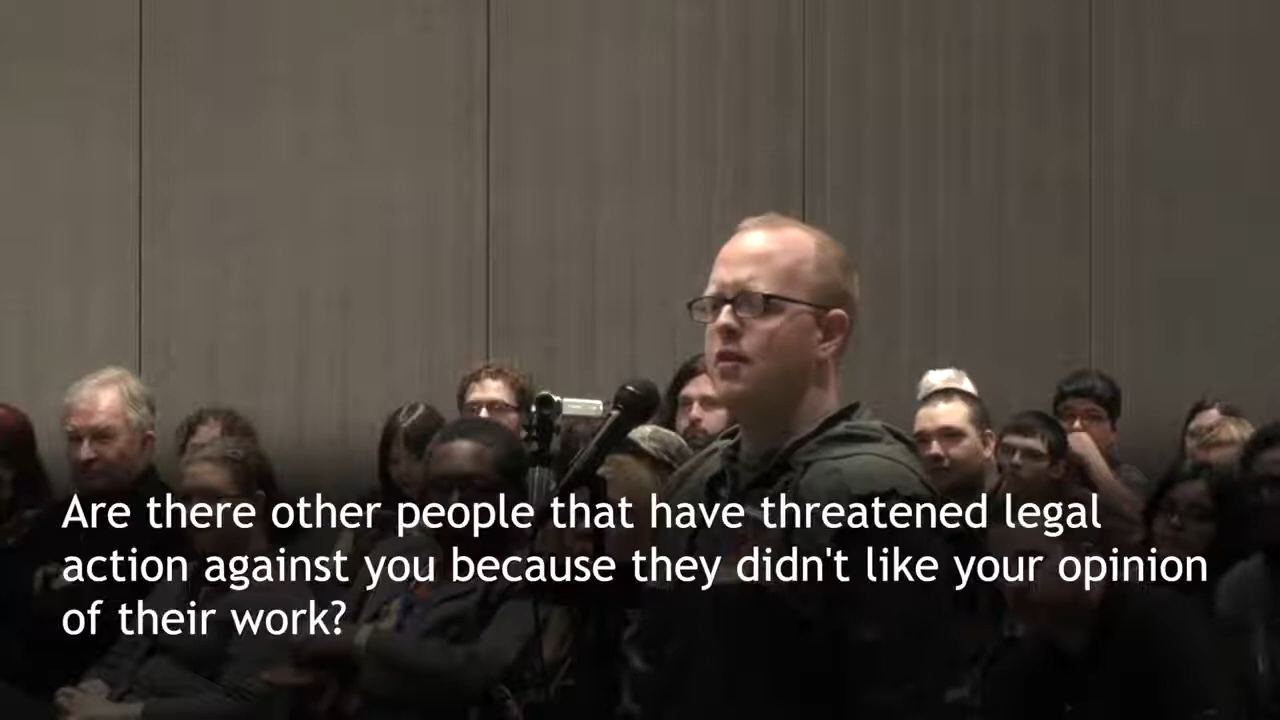 Are there other people that have threatened legal
action against you because they didn't like your opinion
of their work?